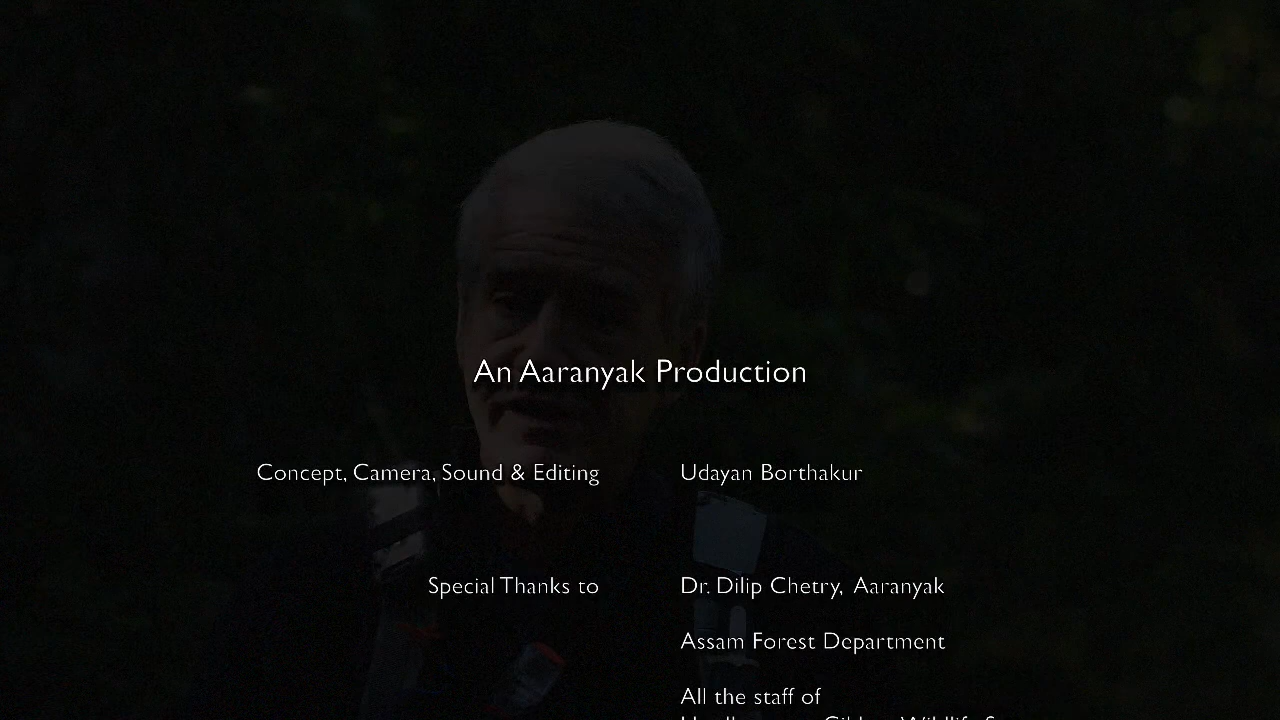 An Aaranyak Production
Concept, Camera, Sound & Editing Udayan Borthakur
Special Thanks to Dr. Dilip Chetry, Aaranyak
Assam Forest Department
All the staff of